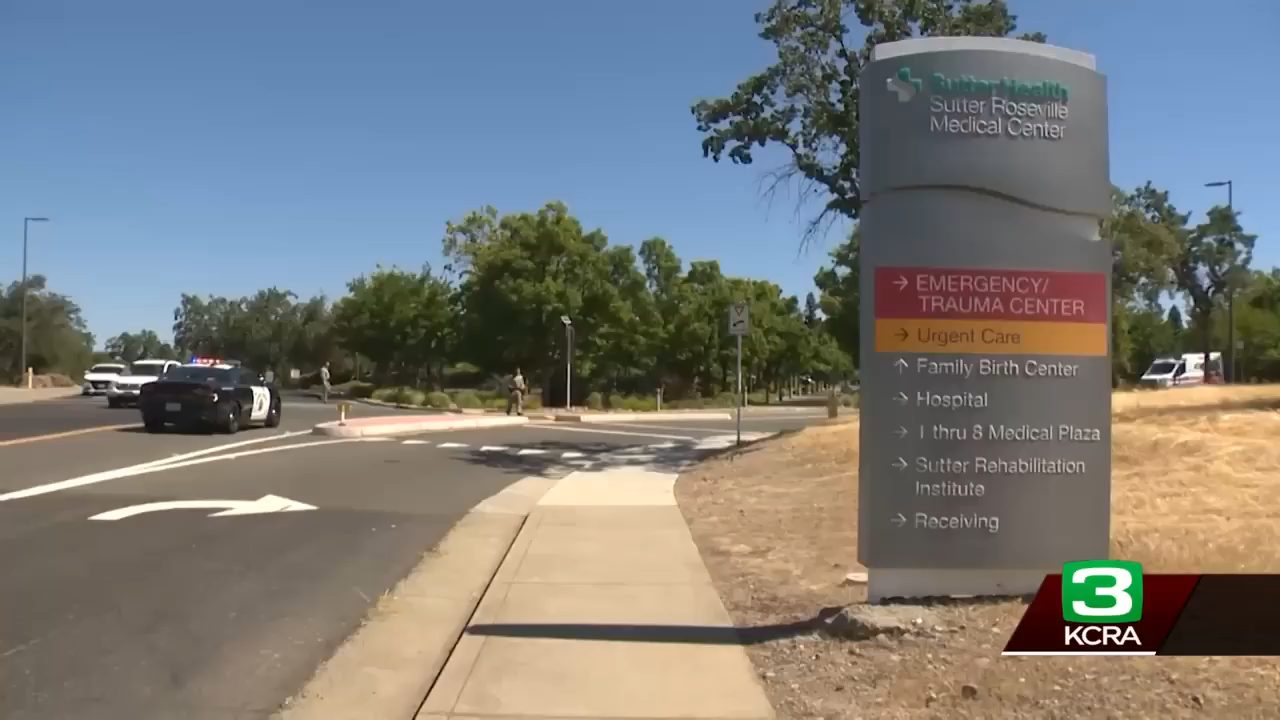 Sutter Health
Sutter Roseville
Medical Center
→ EMERGENCY/
TRAUMA CENTER
→ Urgent Care
↑ Family Birth Center
→ Hospital
→ 1 thru 8 Medical Plaza
→ Sutter Rehabilitation
Institute
→ Receiving
3
KCRA